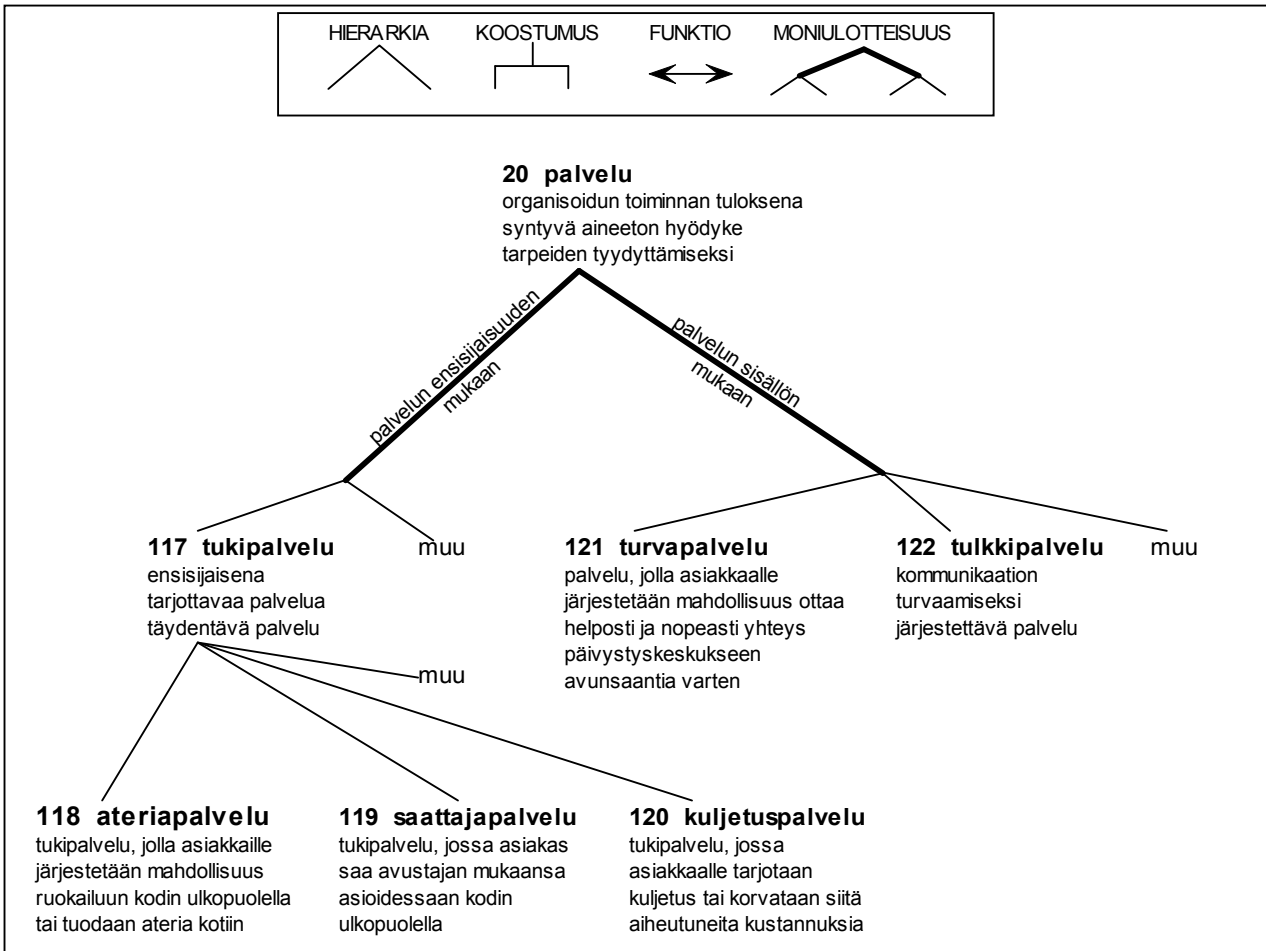 HIERARKIA KOOSTUMUS FUNKTIO MONIULOTTEISUUS
20 palvelu
organisoidun toiminnan tuloksena
syntyvä aineeton hyödyke
tarpeiden tyydyttämiseksi
palvelun ensisijaisuuden
mukaan
palvelun sisällön
mukaan
117 tukipalvelu
ensisijaisena
tarjottavaa palvelua
täydentävä palvelu
muu
121 turvapalvelu
palvelu, jolla asiakkaalle
järjestetään mahdollisuus ottaa
helposti ja nopeasti yhteys
päivystyskeskukseen
avunsaantia varten
122 tulkkipalvelu
kommunikaation
turvaamiseksi
järjestettävä palvelu
muu
muu
118 ateriapalvelu
tukipalvelu, jolla asiakkaille
järjestetään mahdollisuus
ruokailuun kodin ulkopuolella
tai tuodaan ateria kotiin
119 saattajapalvelu
tukipalvelu, jossa asiakas
saa avustajan mukaansa
asioidessaan kodin
ulkopuolella
120 kuljetuspalvelu
tukipalvelu, jossa
asiakkaalle tarjotaan
kuljetus tai korvataan siitä
aiheutuneita kustannuksia